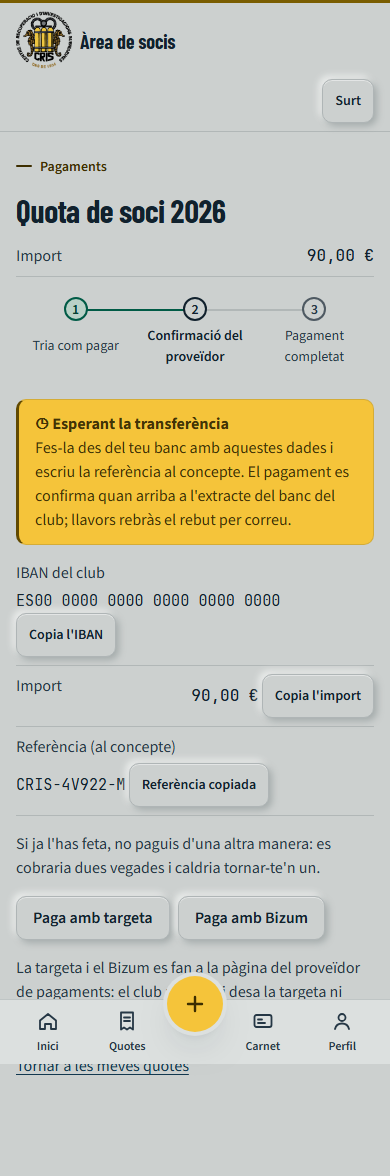 CRIS
Àrea de socis
Surt
Pagaments
Quota de soci 2026
Import 90,00 €
1 2 3
Tria com pagar
Confirmació del proveïdor
Pagament completat
Esperant la transferència
Fes-la des del teu banc amb aquestes dades i
escriu la referència al concepte. El pagament es
confirma quan arriba a l'extracte del banc del
club; llavors rebràs el rebut per correu.
IBAN del club
ES00 0000 0000 0000 0000 0000
Copia l'IBAN
Import 90,00 € Copia l'import
Referència (al concepte)
CRIS-4V922-M Referència copiada
Si ja l'has feta, no paguis d'una altra manera: es
cobraria dues vegades i caldria tornar-te'n un.
Paga amb targeta Paga amb Bizum
La targeta i el Bizum es fan a la pàgina del proveïdor
de pagaments: el club i desa la targeta ni
Inici Quotes Carnet Perfil
Tornar a les meves quotes